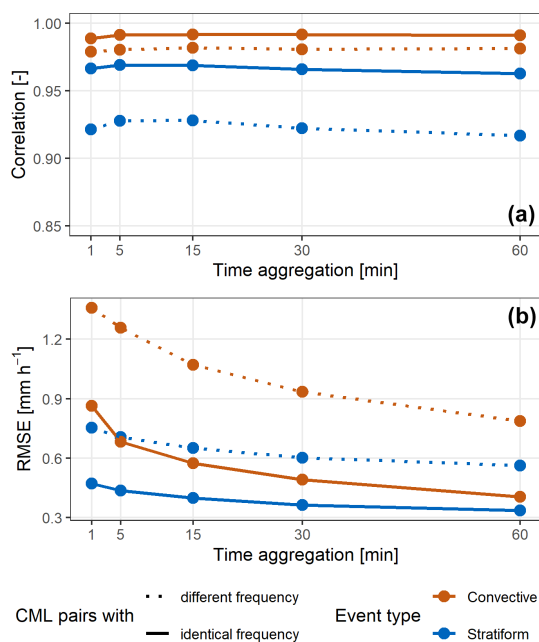 1.00
0.95
0.90
0.85
Correlation [-]
(a)
1 5 15 30 60
Time aggregation [min]
(b)
1.2
0.9
0.6
0.3
RMSE [mm h⁻¹]
1 5 15 30 60
Time aggregation [min]
CML pairs with
different frequency
identical frequency
Event type
Convective
Stratiform